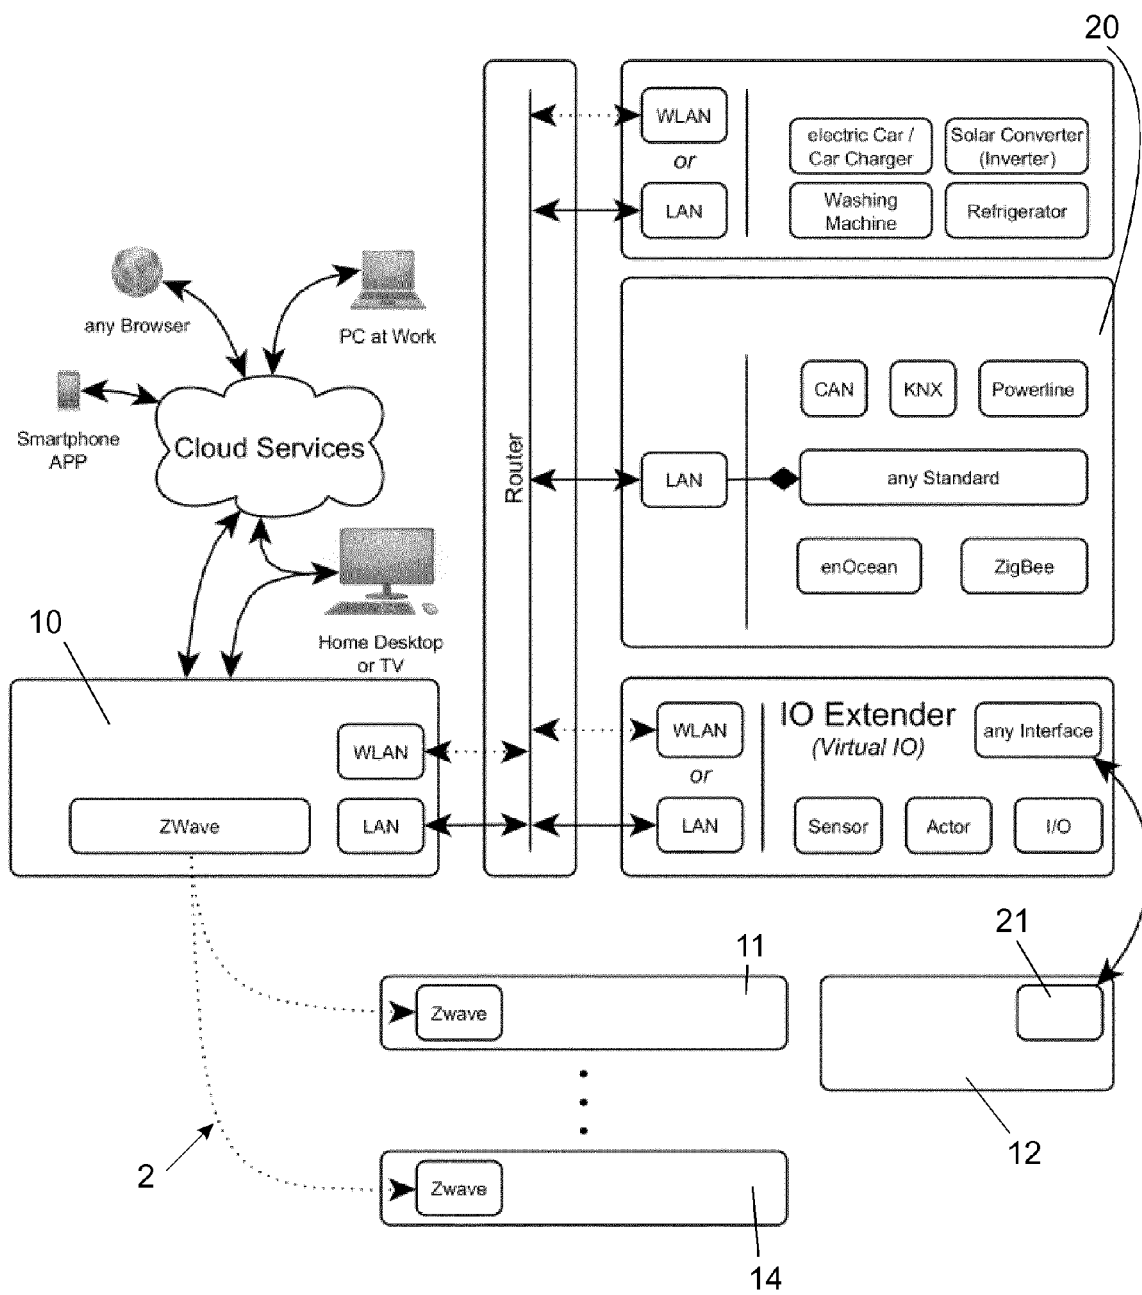 20
WLAN
or
LAN
electric Car /
Car Charger
Solar Converter
(Inverter)
Washing
Machine
Refrigerator
any Browser
PC at Work
Smartphone
APP
Cloud Services
Home Desktop
or TV
Router
CAN
KNX
Powerline
LAN
any Standard
enOcean
ZigBee
10
WLAN
ZWave
LAN
WLAN
or
LAN
IO Extender
(Virtual IO)
any Interface
Sensor
Actor
I/O
11
Zwave
21
12
2
Zwave
14